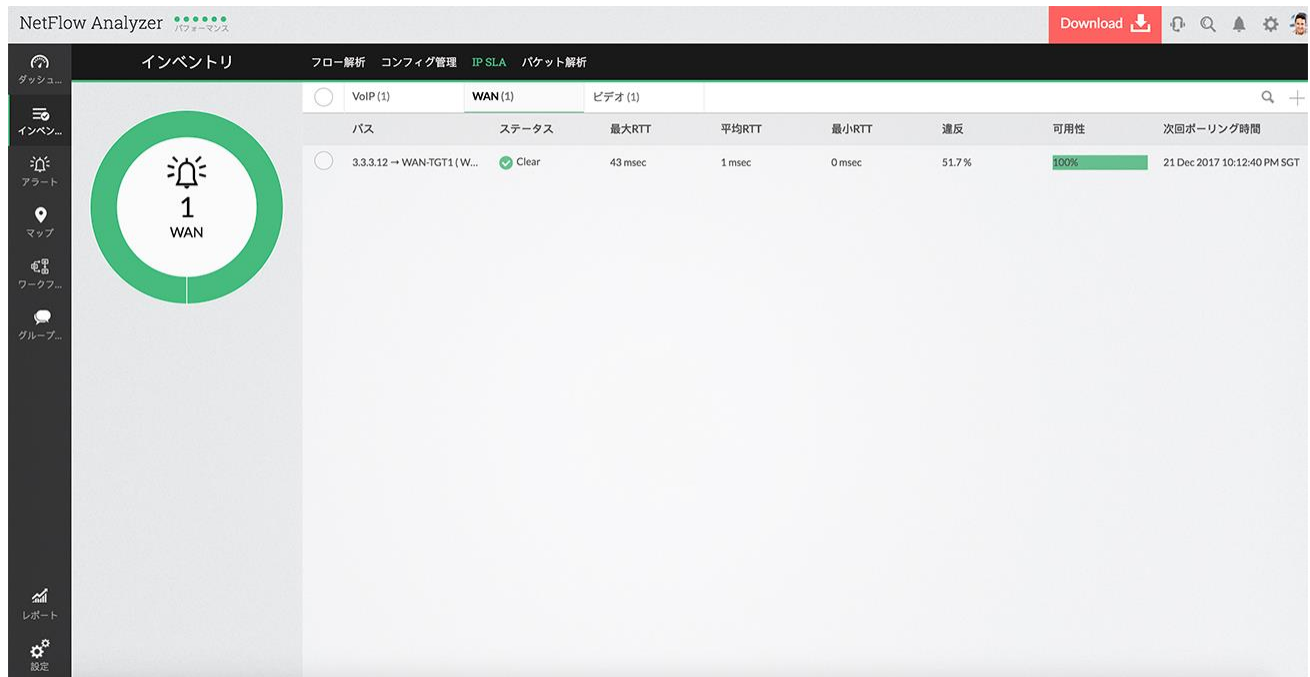 NetFlow Analyzer
パフォーマンス
Download
ダッシュ...
インベン...
アラート
マップ
ワークフ...
グループ...
レポート
設定
インベントリ
フロー解析 コンフィグ管理 IP SLA パケット解析
1
WAN
VoIP (1) WAN (1) ビデオ (1)
パス ステータス 最大RTT 平均RTT 最小RTT 違反 可用性 次回ポーリング時間
3.3.3.12 → WAN-TGT1 ( W... Clear 43 msec 1 msec 0 msec 51.7 % 100% 21 Dec 2017 10:12:40 PM SGT